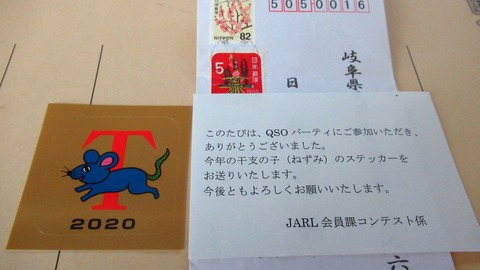 5050016
NIPPON 82
日本郵便
5
岐阜県
日
このたびは、QSO パーティにご参加いただき、
ありがとうございました。
今年の干支の子（ねずみ）のステッカーを
お送りいたします。
今後ともよろしくお願いいたします。
JARL 会員課コンテスト係
T
2020
六